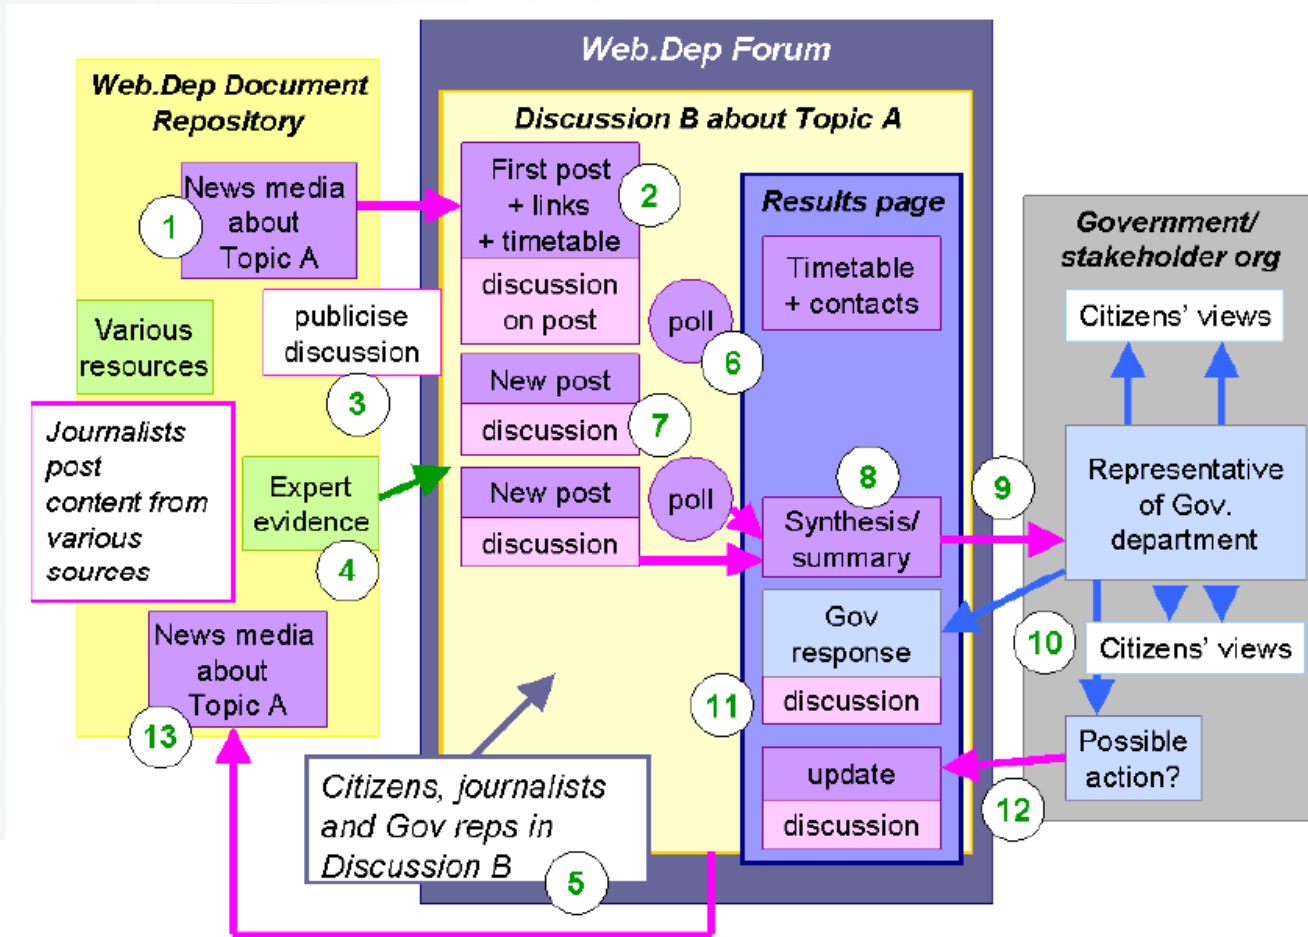 Web.Dep Forum
Web.Dep Document
Repository
Discussion B about Topic A
News media
about
Topic A
1
First post
+ links
+ timetable
2
discussion
on post
Results page
Timetable
+ contacts
Government/
stakeholder org
Citizens' views
Various
resources
publicise
discussion
3
poll
6
New post
discussion
7
Journalists
post
content from
various
sources
Expert
evidence
4
New post
discussion
poll
8
Synthesis/
summary
9
Representative
of Gov.
department
Gov
response
discussion
10
Citizens' views
11
News media
about
Topic A
13
Possible
action?
update
discussion
12
Citizens, journalists
and Gov reps in
Discussion B
5